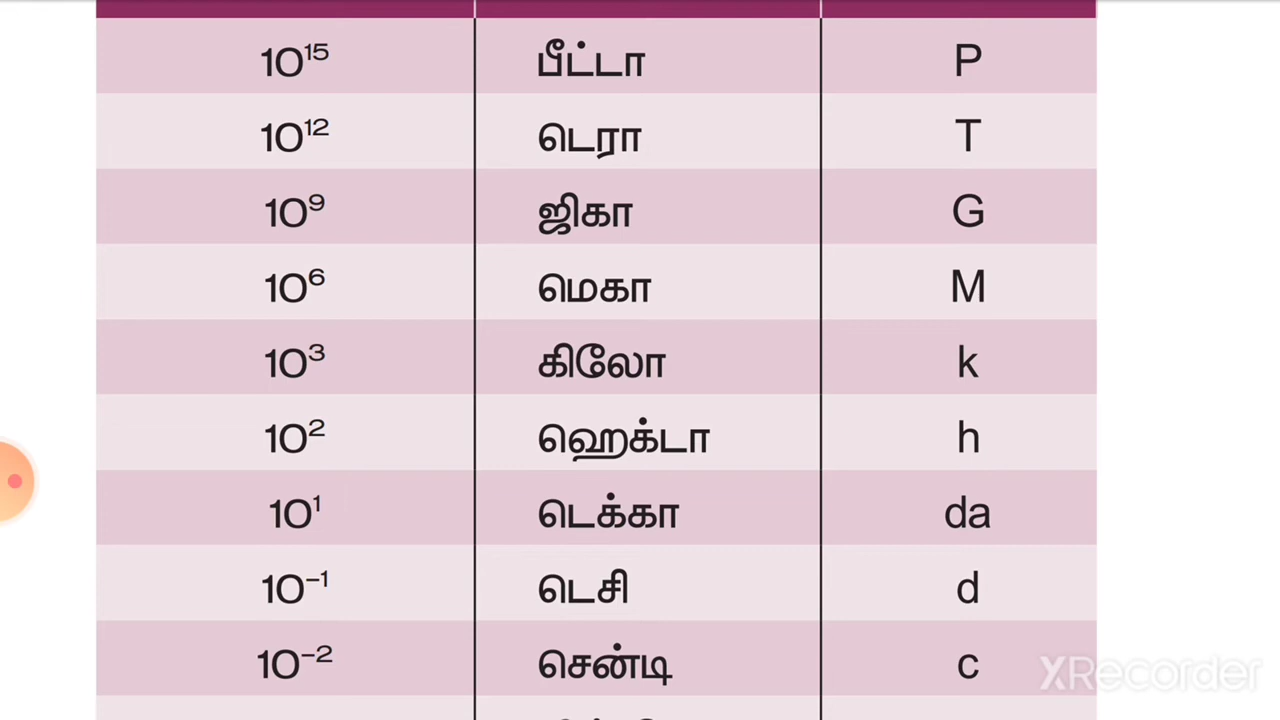 10¹⁵ பீட்டா P
10¹² டெரா T
10⁹ ஜிகா G
10⁶ மெகா M
10³ கிலோ k
10² ஹெக்டா h
10¹ டெக்கா da
10⁻¹ டெசி d
10⁻² சென்டி c
XRecorder